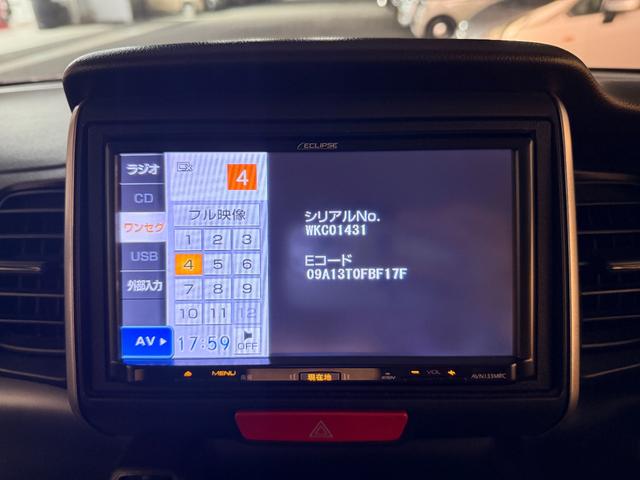 ECLIPSE
ラジオ
CD
ワンセグ
USB
外部入力
AV
4
フル映像
1 2 3
4 5 6
7 8 9
10 11 12
17:59
OFF
シリアルNo.
WKC01431
Eコード
09A13T0FBF17F
MENU
現在地
VOL
AVN133MRC